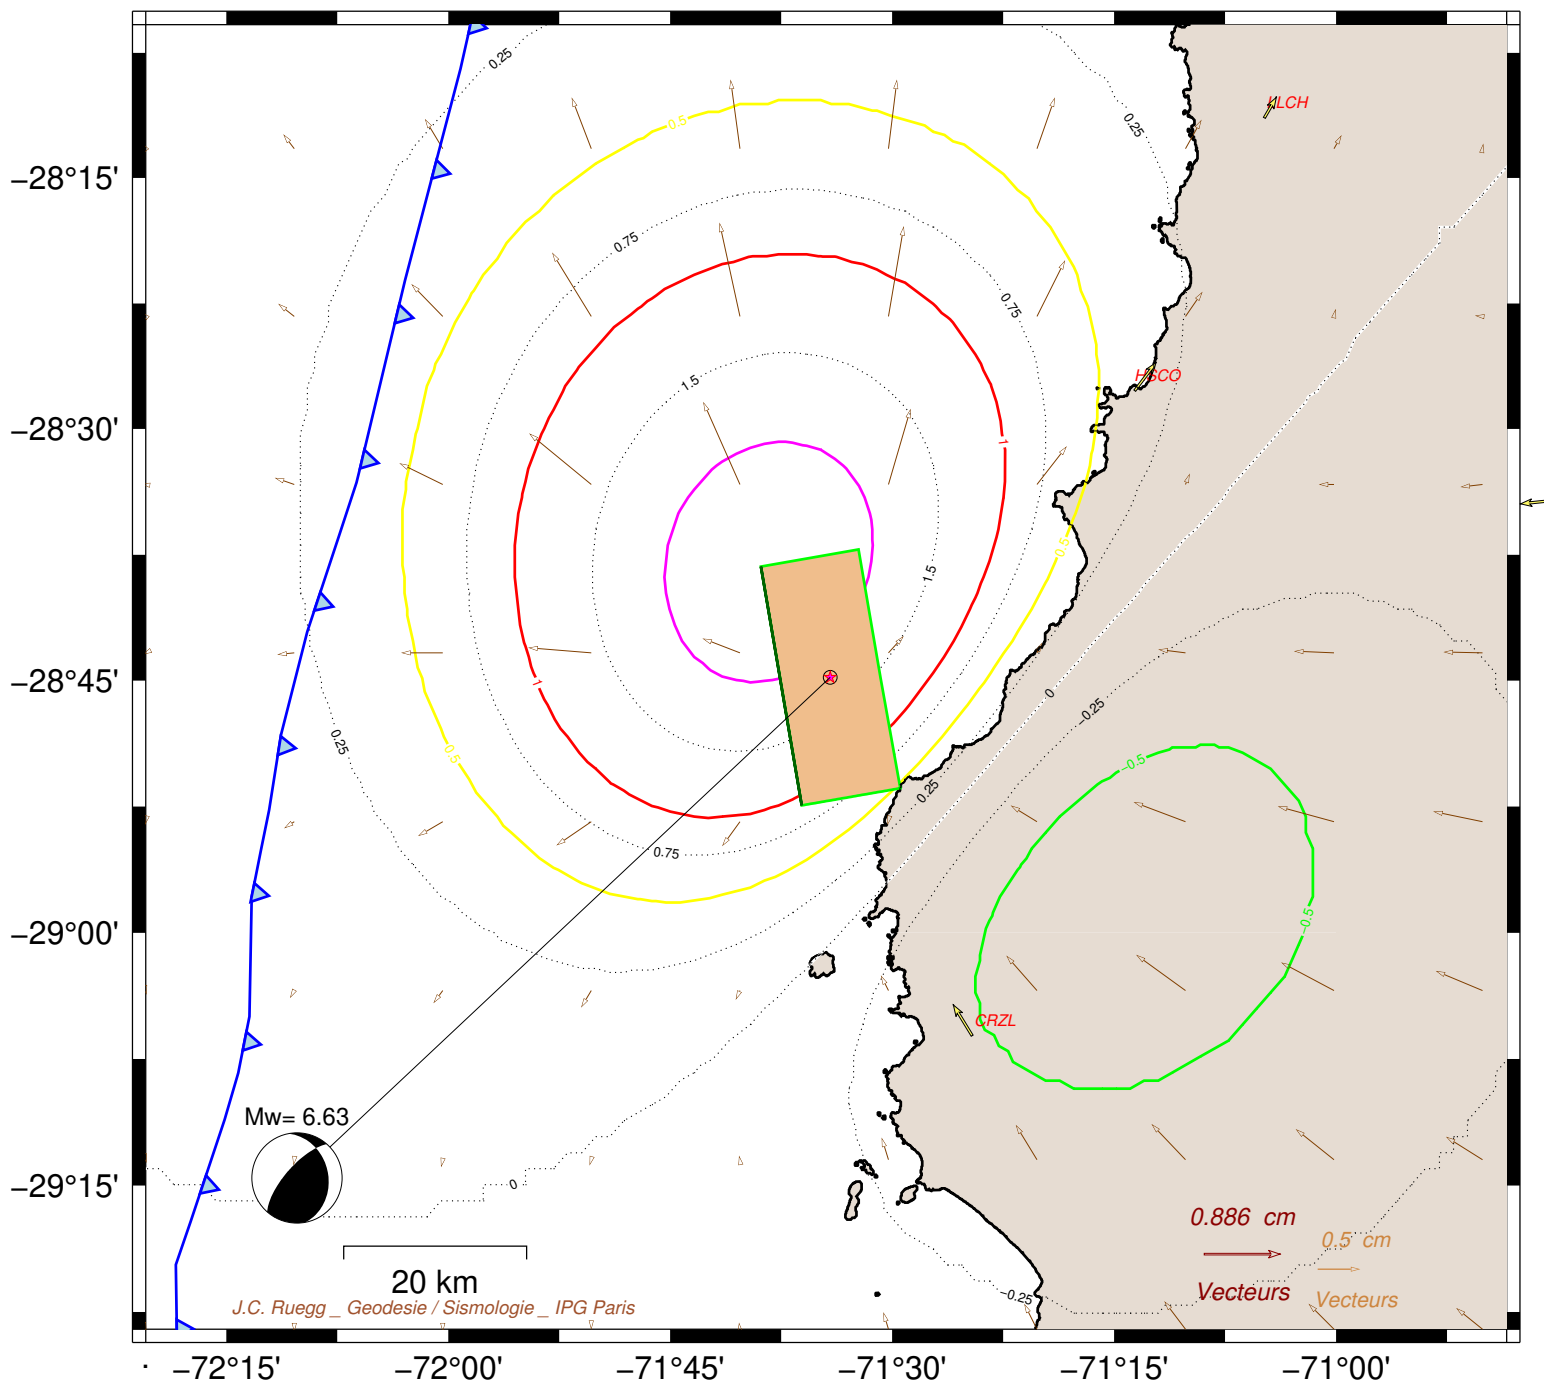 0.25
0.5
0.25
LLCH
−28°15'
0.75
0.75
HSCO
1.5
−28°30'
1
0.5
1.5
−28°45'
1
0
−0.25
0.25
0.5
−0.5
0.25
0.75
−0.5
−29°00'
CRZL
Mw= 6.63
−29°15'
0
0.886 cm
0.5 cm
20 km
Vecteurs
Vecteurs
−0.25
J.C. Ruegg _ Geodesie / Sismologie _ IPG Paris
−72°15' −72°00' −71°45' −71°30' −71°15' −71°00'